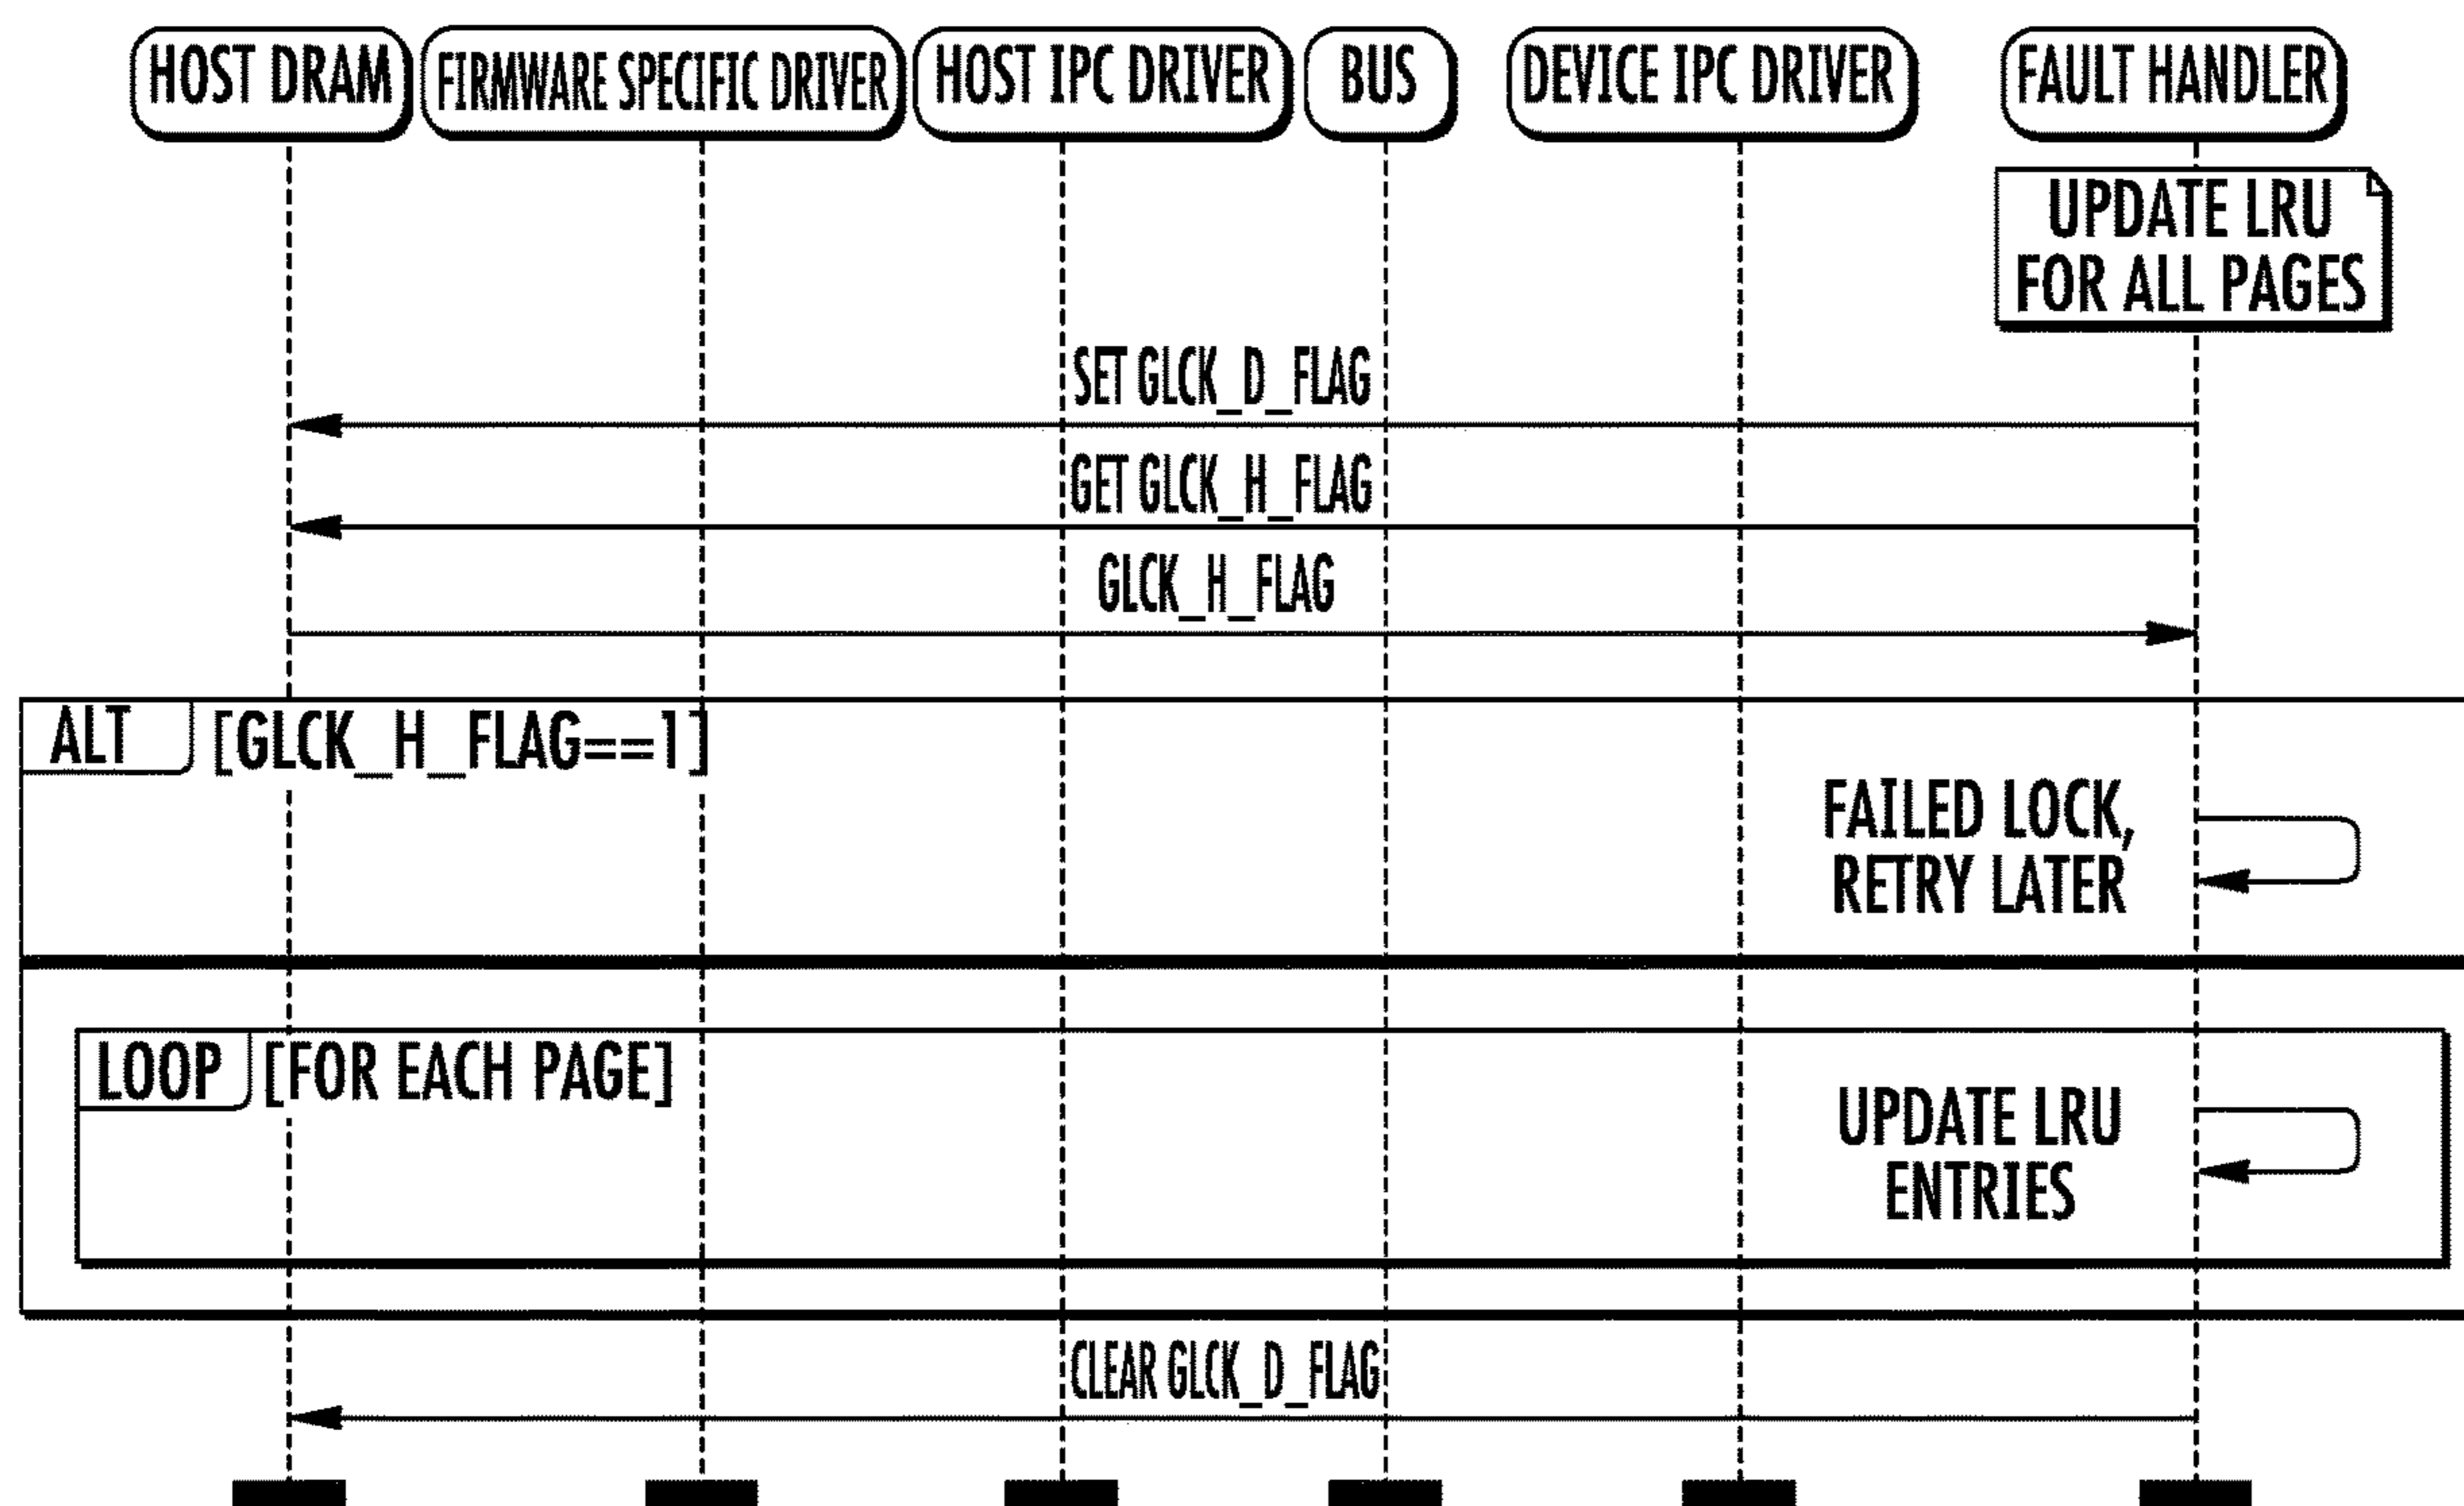 HOST DRAM
FIRMWARE SPECIFIC DRIVER
HOST IPC DRIVER
BUS
DEVICE IPC DRIVER
FAULT HANDLER
UPDATE LRU
FOR ALL PAGES
SET GLCK_D_FLAG
GET GLCK_H_FLAG
GLCK_H_FLAG
ALT [GLCK_H_FLAG==1]
FAILED LOCK,
RETRY LATER
LOOP [FOR EACH PAGE]
UPDATE LRU
ENTRIES
CLEAR GLCK_D_FLAG